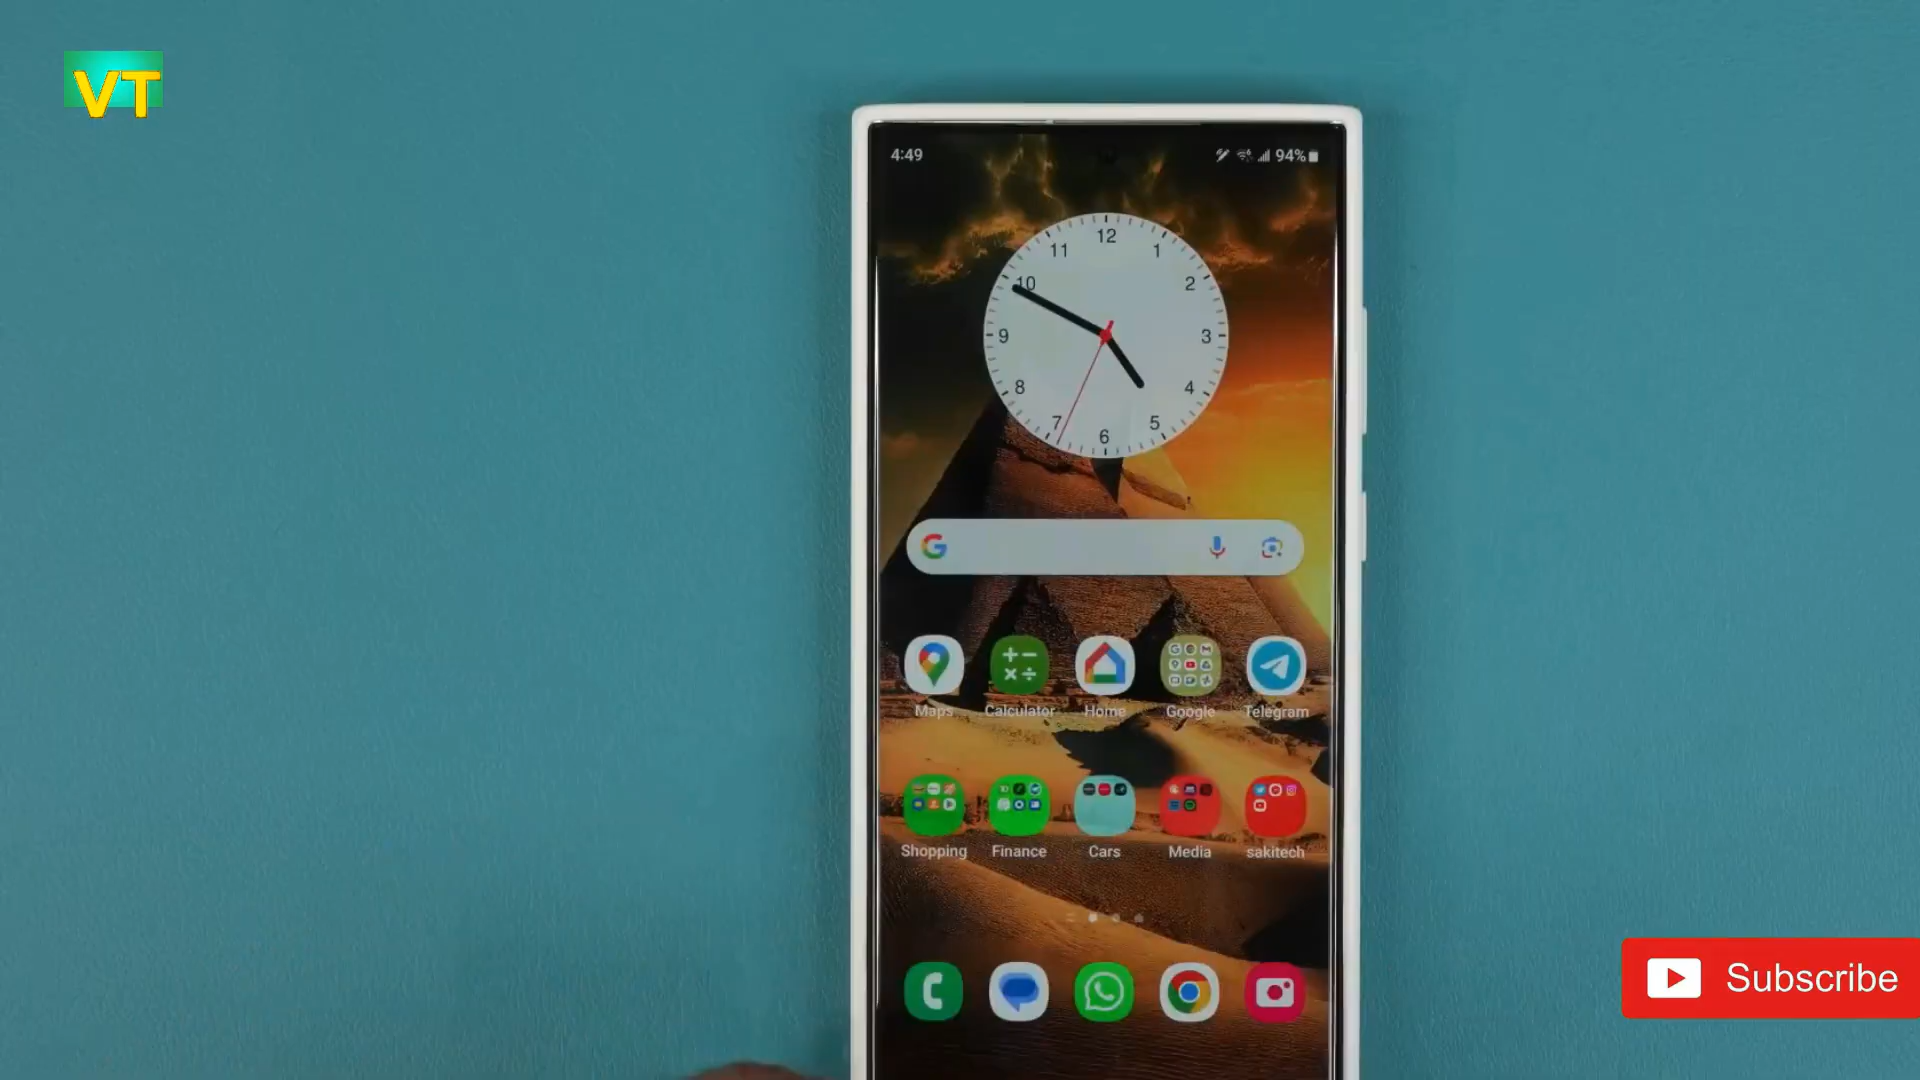 VT
4:49
94%
12
11
1
10
2
9
3
8
4
7
5
6
G
Maps
Calculator
Home
Google
Telegram
Shopping
Finance
Cars
Media
sakitech
Subscribe